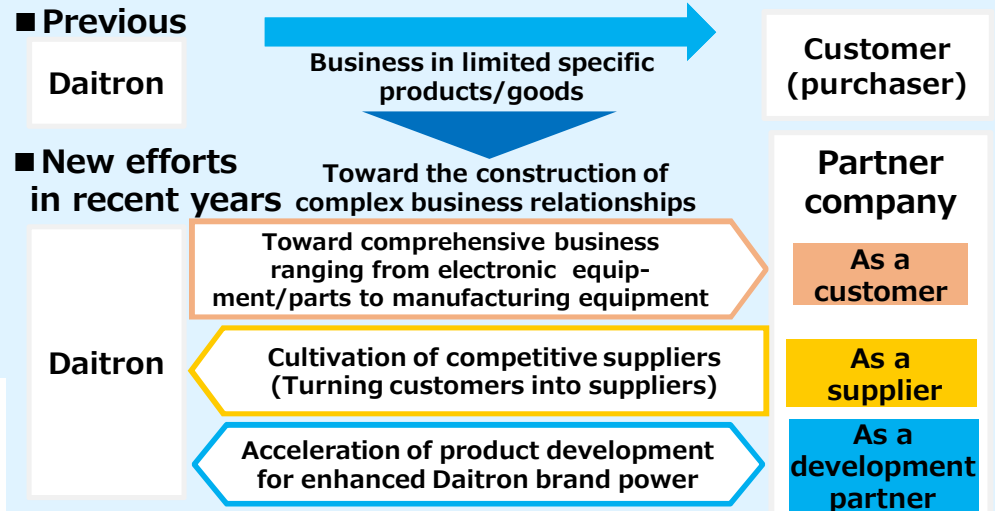 ■ Previous
Daitron
Business in limited specific
products/goods
Customer
(purchaser)
■ New efforts
in recent years
Toward the construction of
complex business relationships
Partner
company
Daitron
Toward comprehensive business
ranging from electronic equip-
ment/parts to manufacturing equipment
As a
customer
Cultivation of competitive suppliers
(Turning customers into suppliers)
As a
supplier
Acceleration of product development
for enhanced Daitron brand power
As a
development
partner